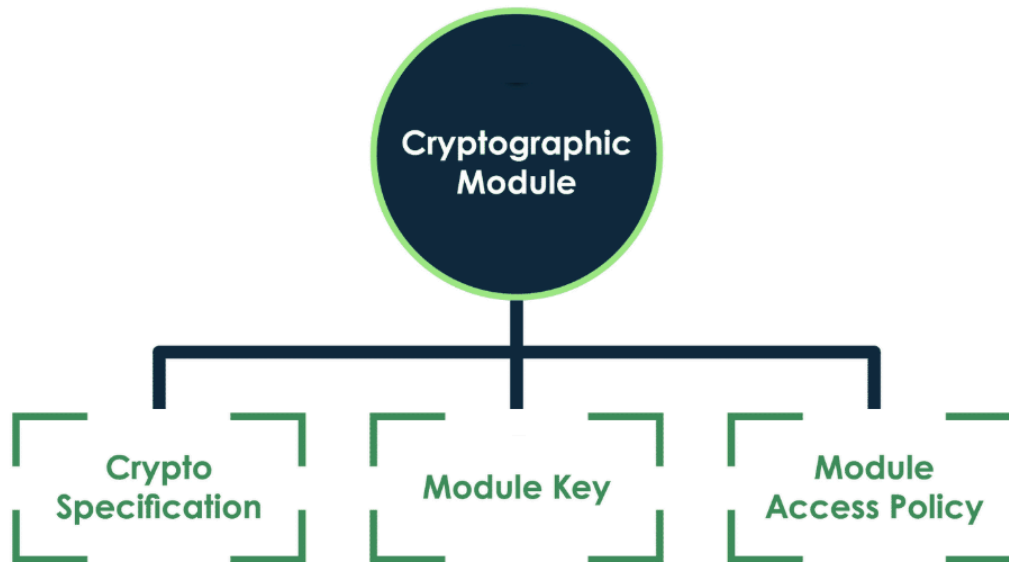 Cryptographic
Module
Crypto
Specification
Module Key
Module
Access Policy